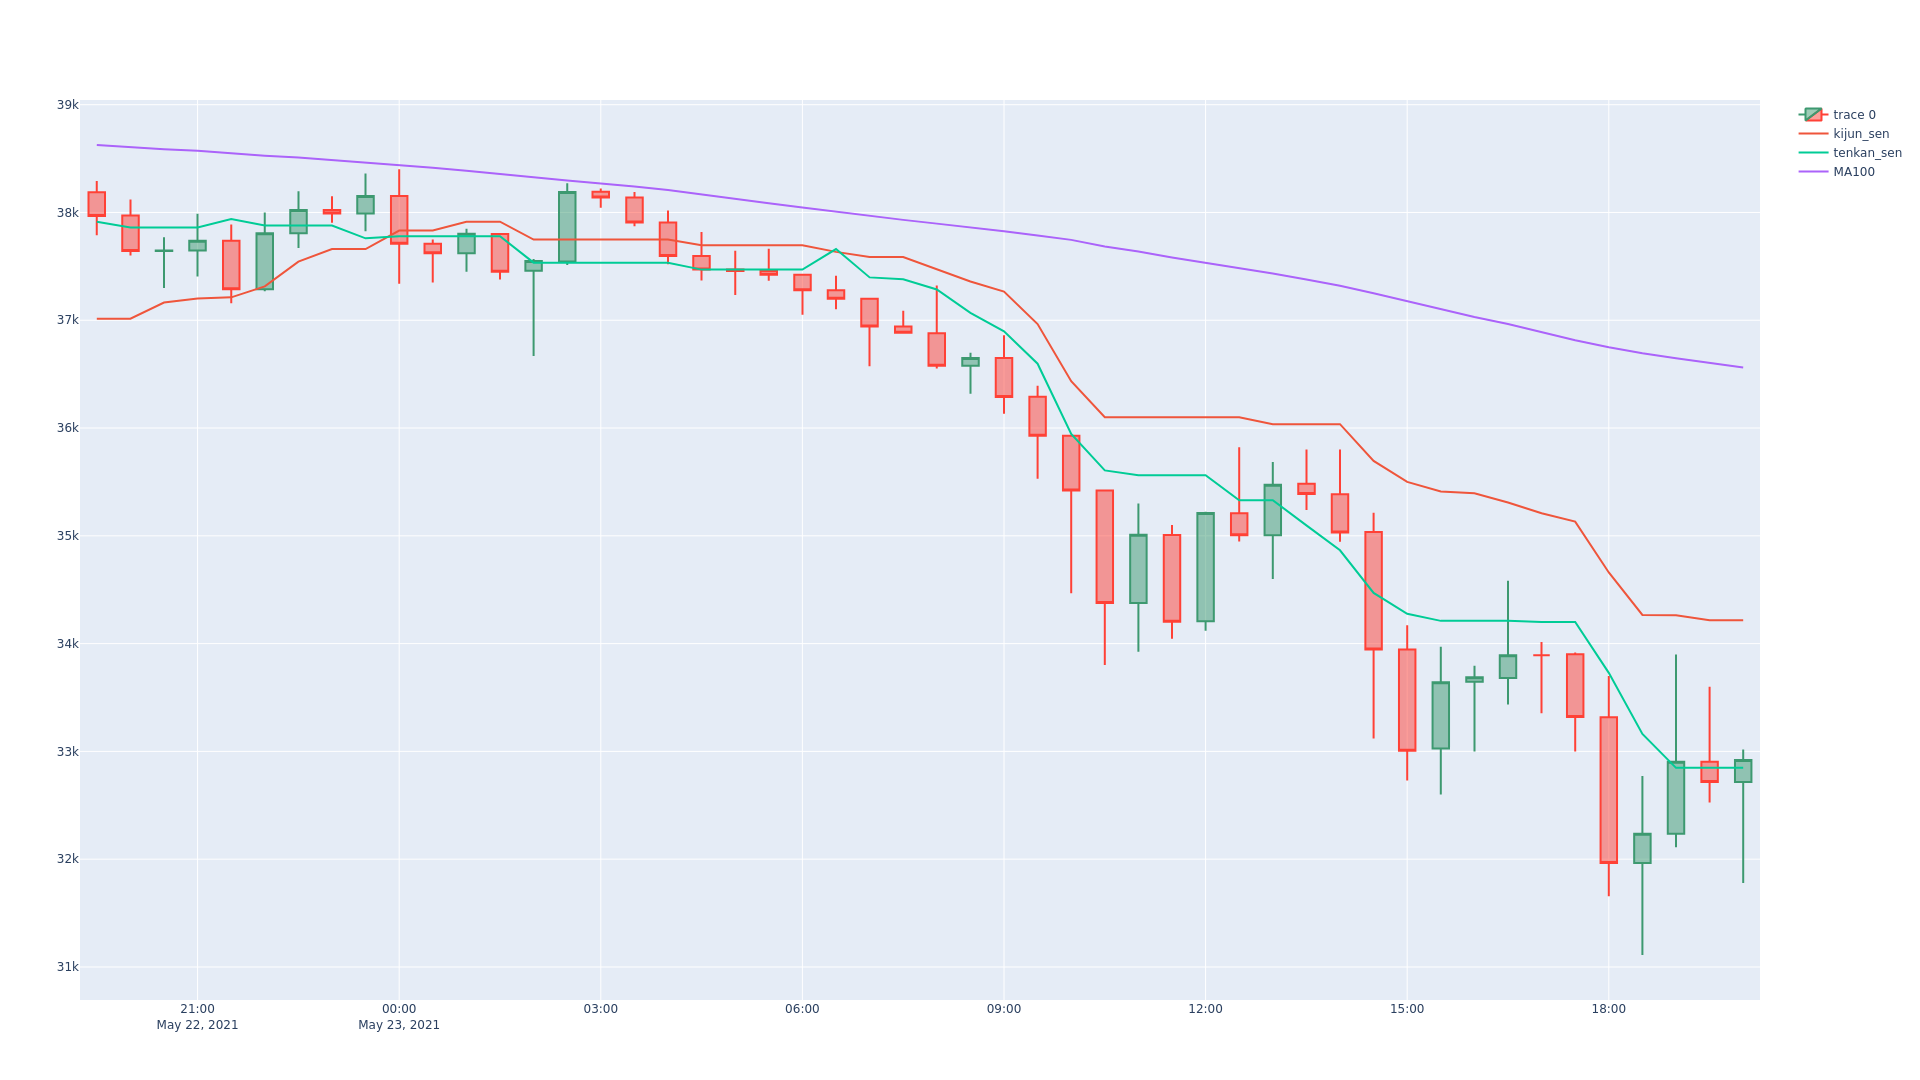 39k
38k
37k
36k
35k
34k
33k
32k
31k
21:00
May 22, 2021
00:00
May 23, 2021
03:00
06:00
09:00
12:00
15:00
18:00
trace 0
kijun_sen
tenkan_sen
MA100